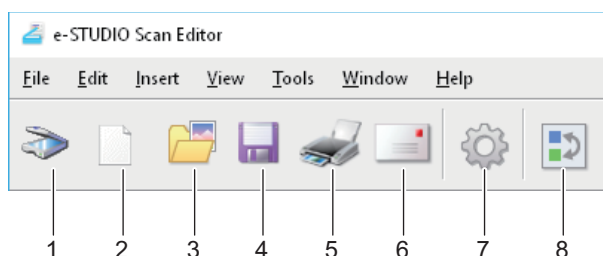 e-STUDIO Scan Editor
File Edit Insert View Tools Window Help
1 2 3 4 5 6 7 8